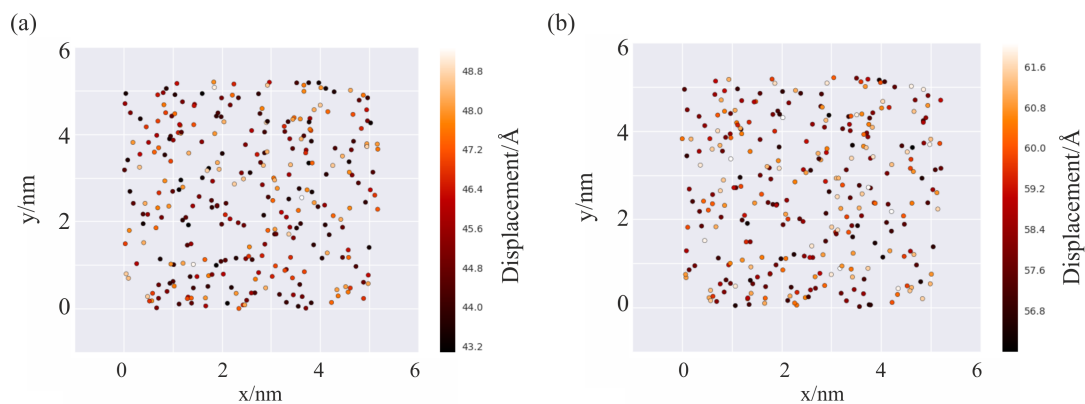 (a)
6
4
2
0
y/nm
0 2 4 6
x/nm
48.8
48.0
47.2
46.4
45.6
44.8
44.0
43.2
Displacement/Å
(b)
6
4
2
0
y/nm
0 2 4 6
x/nm
61.6
60.8
60.0
59.2
58.4
57.6
56.8
Displacement/Å